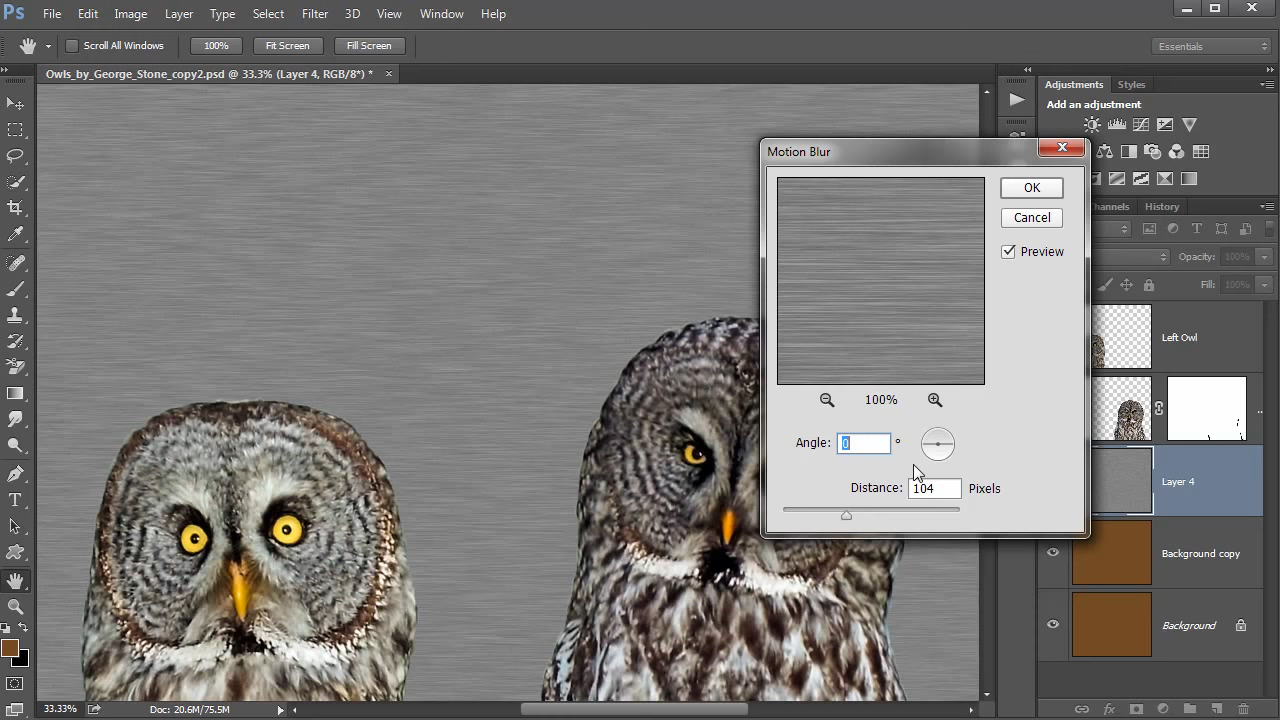 Ps File Edit Image Layer Type Select Filter 3D View Window Help
Scroll All Windows 100% Fit Screen Fill Screen Essentials
Owls_by_George_Stone_copy2.psd @ 33.3% (Layer 4, RGB/8*) * ×
Adjustments Styles
Add an adjustment
Motion Blur
OK
Cancel
Preview
100%
Angle: 0 °
Distance: 104 Pixels
hannels History
Opacity: 100%
Fill: 100%
Left Owl
Layer 4
Background copy
Background
33.33% Doc: 20.6M/75.5M